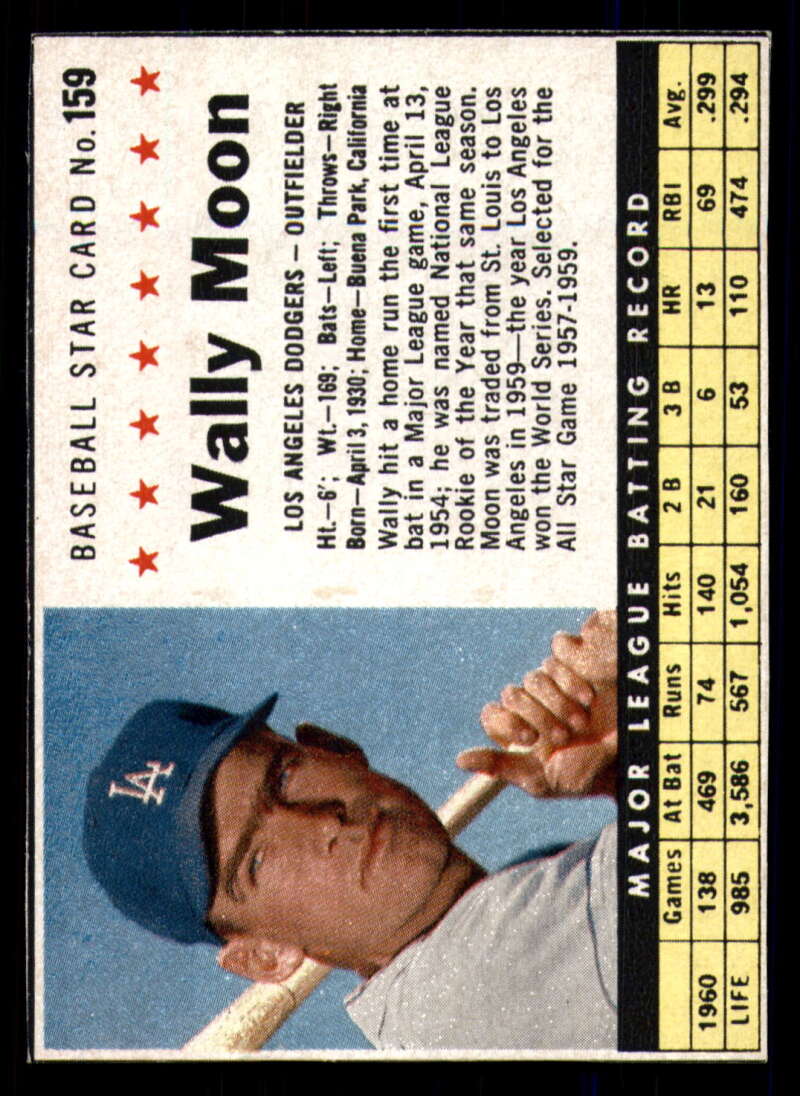 BASEBALL STAR CARD No. 159
★ ★ ★ ★ ★ ★ ★ ★
Wally Moon
LOS ANGELES DODGERS – OUTFIELDER
Ht.–6'; Wt.–169; Bats–Left; Throws–Right
Born–April 3, 1930; Home–Buena Park, California
Wally hit a home run the first time at
bat in a Major League game, April 13,
1954; he was named National League
Rookie of the Year that same season.
Moon was traded from St. Louis to Los
Angeles in 1959—the year Los Angeles
won the World Series. Selected for the
All Star Game 1957-1959.
LA
MAJOR LEAGUE BATTING RECORD
Games At Bat Runs Hits 2 B 3 B HR RBI Avg.
1960 138 469 74 140 21 6 13 69 .299
LIFE 985 3,586 567 1,054 160 53 110 474 .294